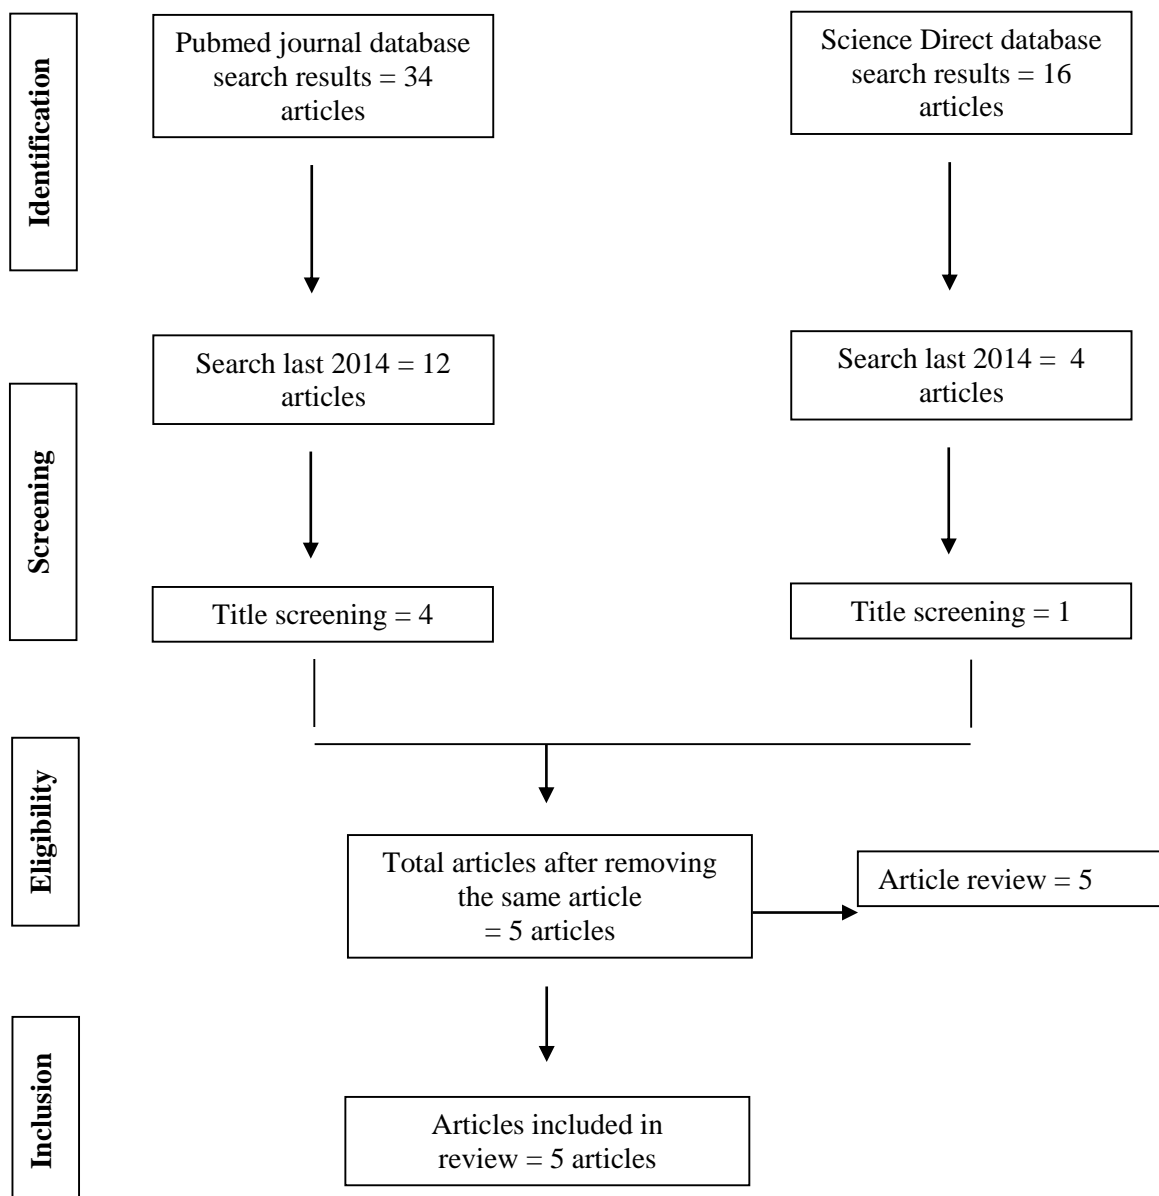 Identification
Pubmed journal database
search results = 34
articles
Science Direct database
search results = 16
articles
Screening
Search last 2014 = 12
articles
Search last 2014 =  4
articles
Title screening = 4
Title screening = 1
Eligibility
Total articles after removing
the same article
= 5 articles
Article review = 5
Inclusion
Articles included in
review = 5 articles